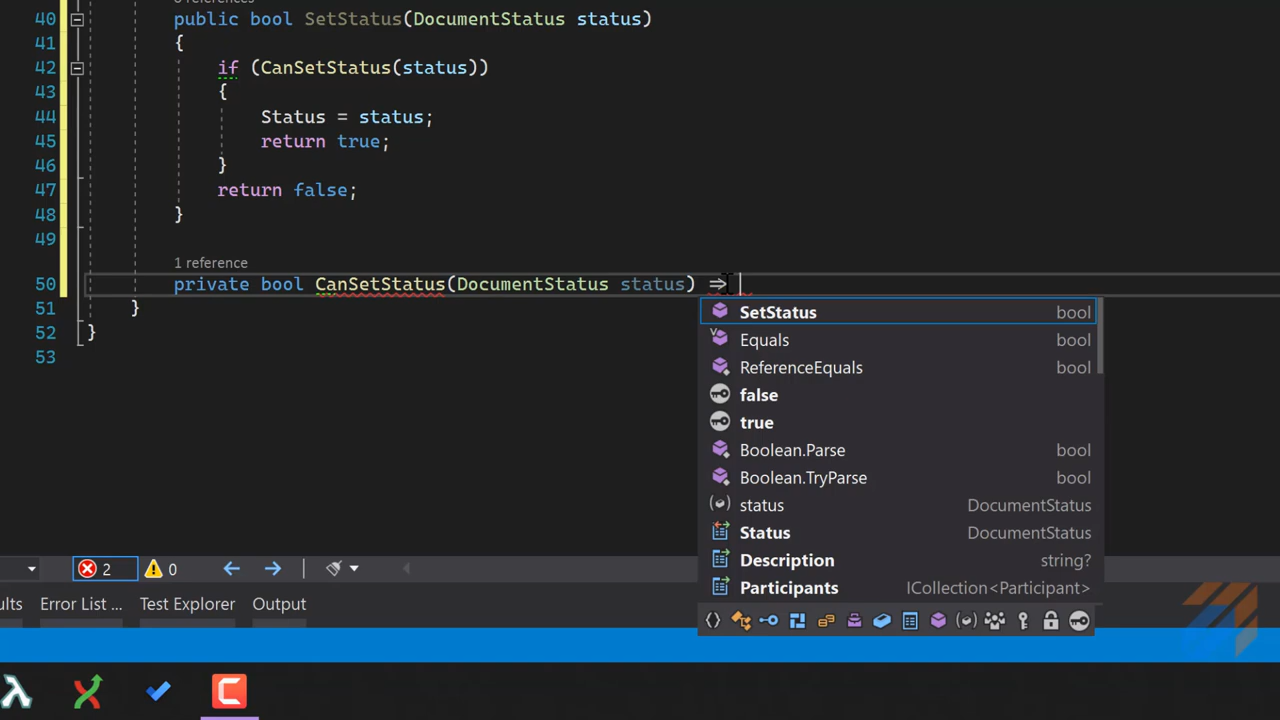 40 public bool SetStatus(DocumentStatus status)
41 {
42 if (CanSetStatus(status))
43 {
44 Status = status;
45 return true;
46 }
47 return false;
48 }
49
1 reference
50 private bool CanSetStatus(DocumentStatus status) =>
51 }
52 }
53
SetStatus bool
Equals bool
ReferenceEquals bool
false
true
Boolean.Parse bool
Boolean.TryParse bool
status DocumentStatus
Status DocumentStatus
Description string?
Participants ICollection<Participant>
2 0
ults Error List ... Test Explorer Output